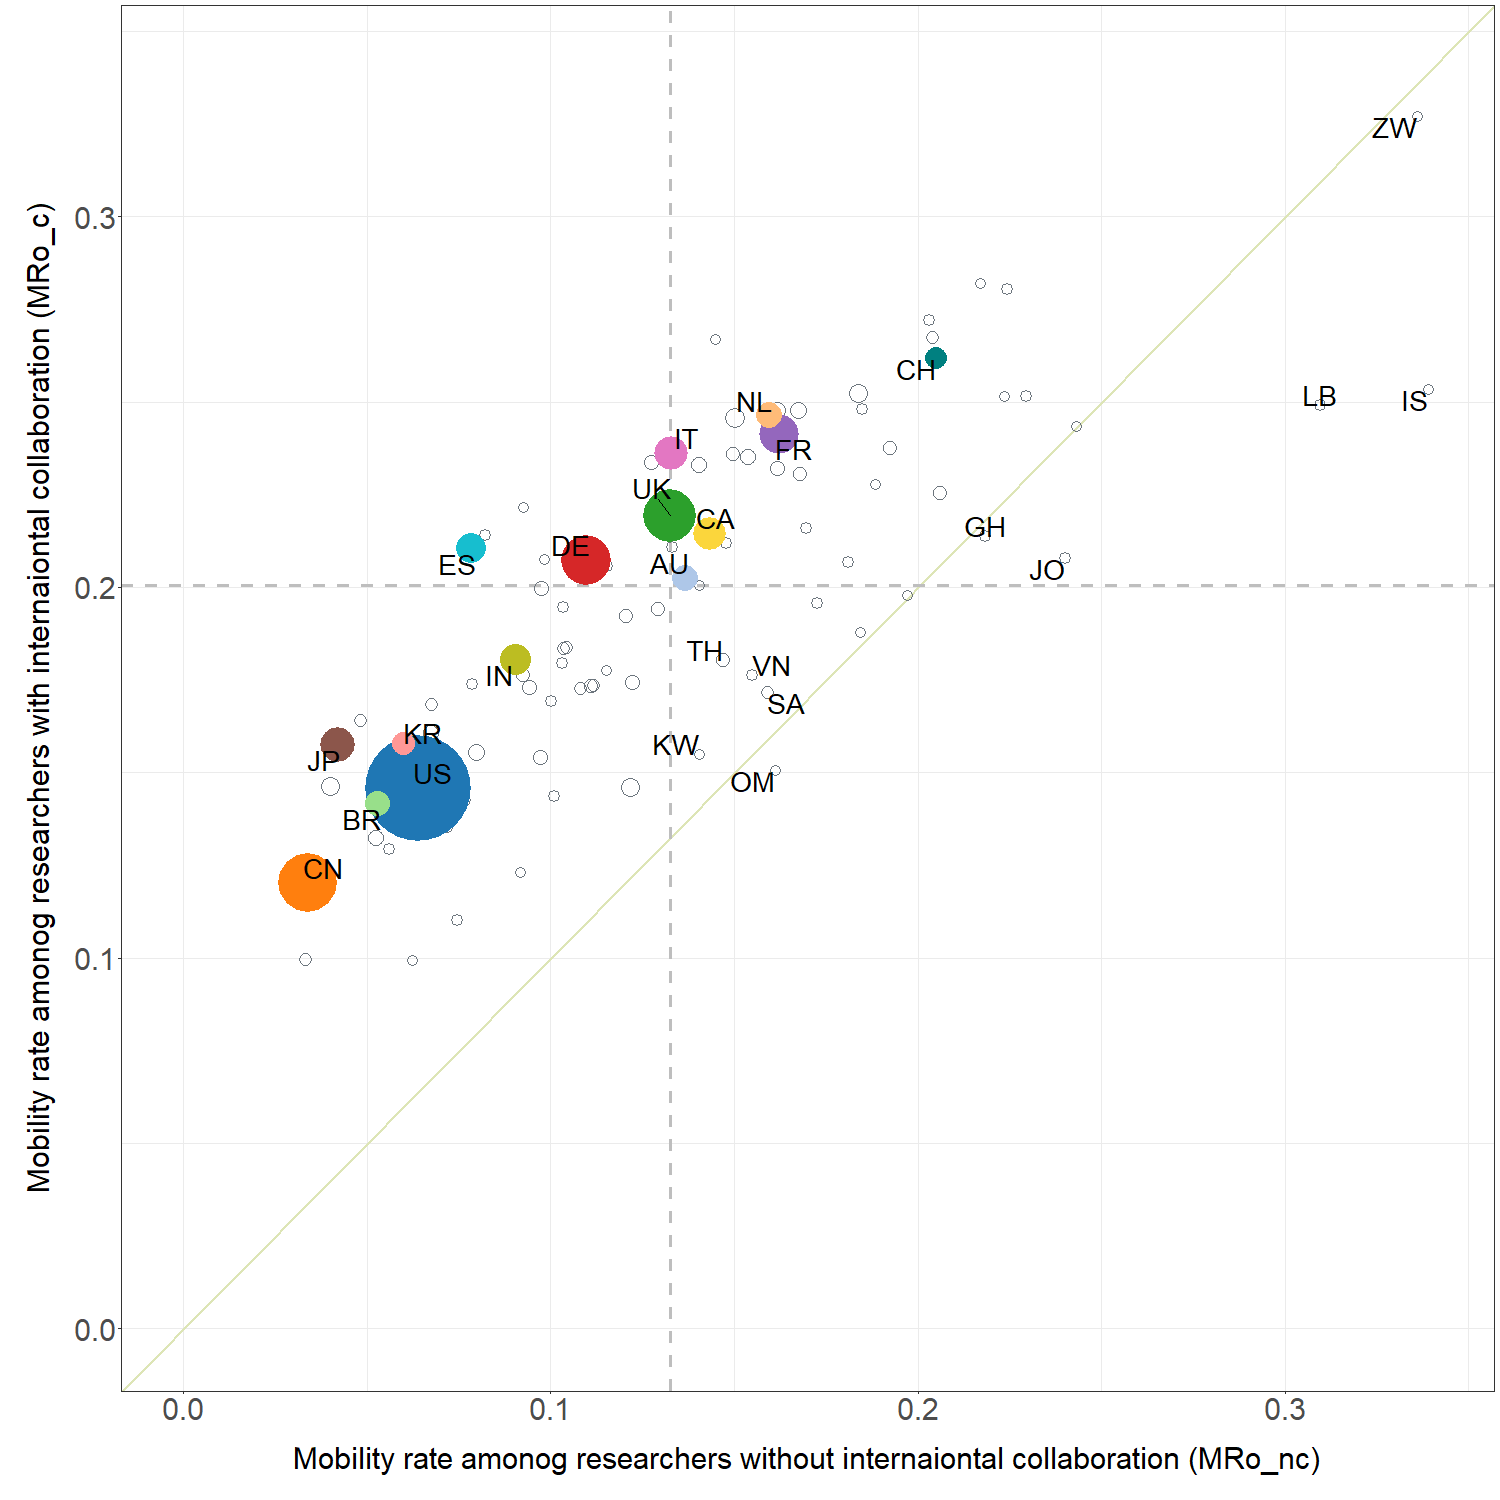 Mobility rate amonog researchers with internaiontal collaboration (MRo_c)
0.3
0.2
0.1
0.0
ZW
CH
LB
IS
NL
IT
FR
UK
CA
GH
DE
AU
ES
JO
TH
VN
IN
SA
KR
KW
JP
US
OM
BR
CN
0.0
0.1
0.2
0.3
Mobility rate amonog researchers without internaiontal collaboration (MRo_nc)